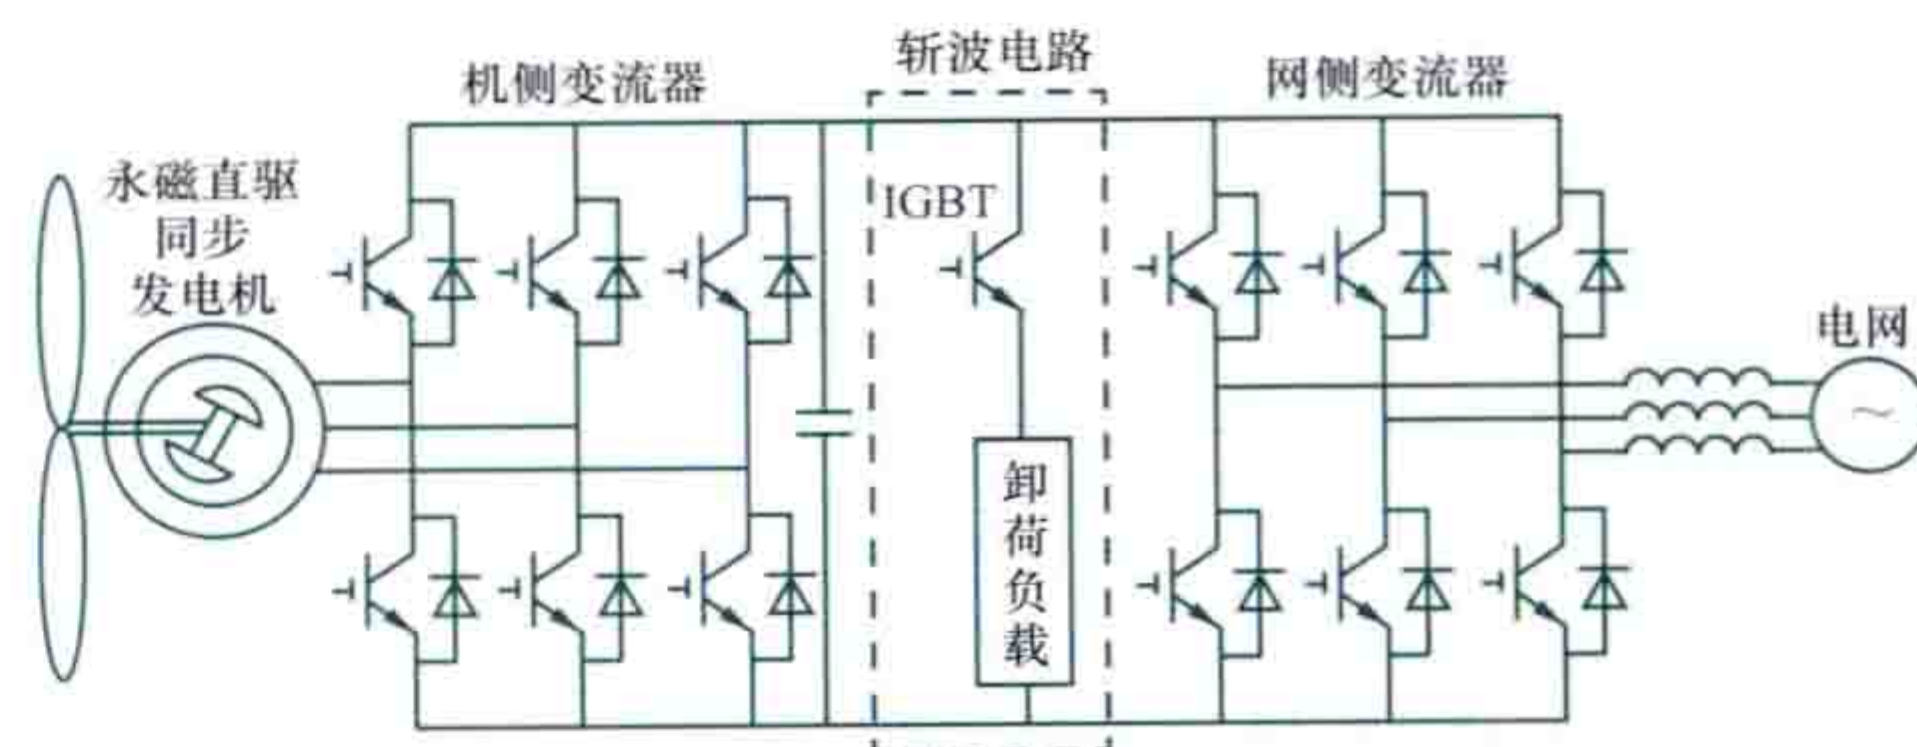 机侧变流器
斩波电路
网侧变流器
永磁直驱
同步
发电机
IGBT
电网
~
卸
荷
负
载